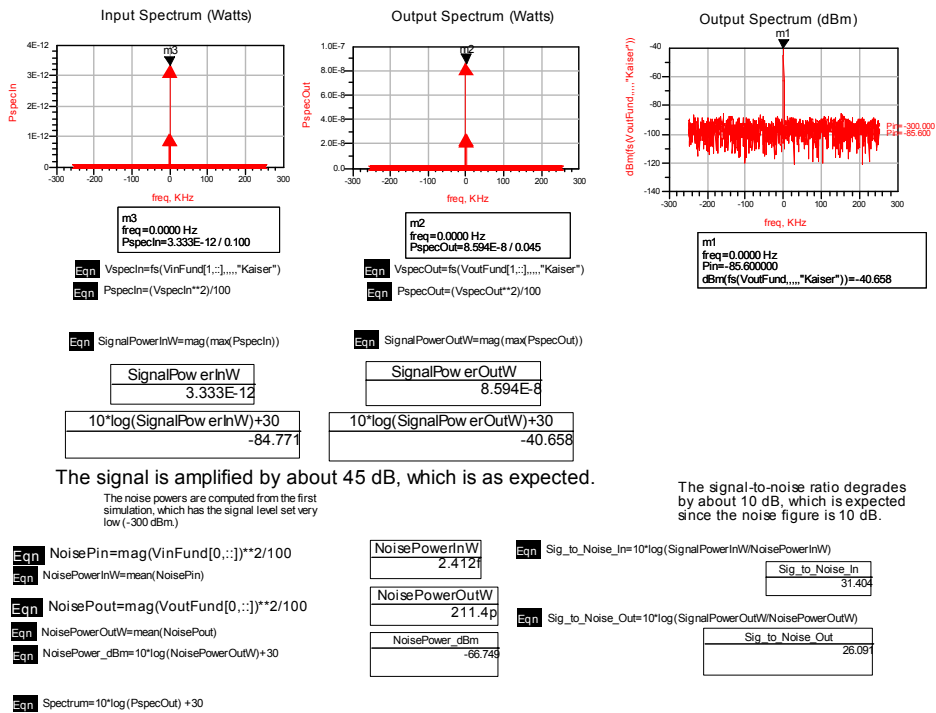 Input Spectrum (Watts)
Output Spectrum (Watts)
Output Spectrum (dBm)
m3
4E-12
3E-12
2E-12
1E-12
0
-300 -200 -100 0 100 200 300
PspecIn
freq, KHz
m3
freq=0.0000 Hz
PspecIn=3.333E-12 / 0.100
m2
1.0E-7
8.0E-8
6.0E-8
4.0E-8
2.0E-8
0.0
-300 -200 -100 0 100 200 300
PspecOut
freq, KHz
m2
freq=0.0000 Hz
PspecOut=8.594E-8 / 0.045
m1
-40
-60
-80
-100
-120
-140
-300 -200 -100 0 100 200 300
dBm(fs(VoutFund,,,,,"Kaiser"))
Pin=-300.000
Pin=-85.600
freq, KHz
m1
freq=0.0000 Hz
Pin=-85.600000
dBm(fs(VoutFund,,,,,"Kaiser"))=-40.658
Eqn VspecIn=fs(VinFund[1,::],,,,,"Kaiser")
Eqn PspecIn=(VspecIn**2)/100
Eqn VspecOut=fs(VoutFund[1,::],,,,,"Kaiser")
Eqn PspecOut=(VspecOut**2)/100
Eqn SignalPowerInW=mag(max(PspecIn))
Eqn SignalPowerOutW=mag(max(PspecOut))
SignalPowerInW
3.333E-12
SignalPowerOutW
8.594E-8
10*log(SignalPowerInW)+30
-84.771
10*log(SignalPowerOutW)+30
-40.658
The signal is amplified by about 45 dB, which is as expected.
The noise powers are computed from the first
simulation, which has the signal level set very
low (-300 dBm.)
The signal-to-noise ratio degrades
by about 10 dB, which is expected
since the noise figure is 10 dB.
Eqn NoisePin=mag(VinFund[0,::])**2/100
Eqn NoisePowerInW=mean(NoisePin)
Eqn NoisePout=mag(VoutFund[0,::])**2/100
Eqn NoisePowerOutW=mean(NoisePout)
Eqn NoisePower_dBm=10*log(NoisePowerOutW)+30
NoisePowerInW
2.412f
NoisePowerOutW
211.4p
NoisePower_dBm
-66.749
Eqn Sig_to_Noise_In=10*log(SignalPowerInW/NoisePowerInW)
Sig_to_Noise_In
31.404
Eqn Sig_to_Noise_Out=10*log(SignalPowerOutW/NoisePowerOutW)
Sig_to_Noise_Out
26.091
Eqn Spectrum=10*log(PspecOut) +30